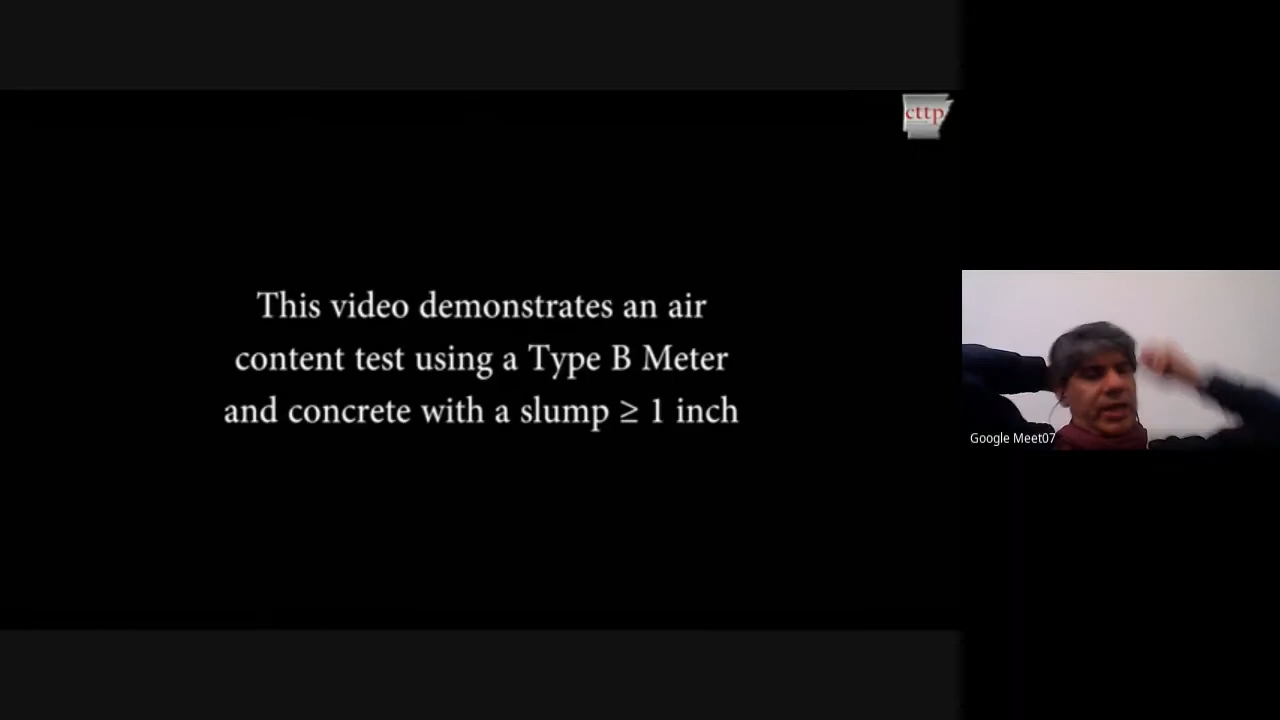 cttp
This video demonstrates an air
content test using a Type B Meter
and concrete with a slump ≥ 1 inch
Google Meet07